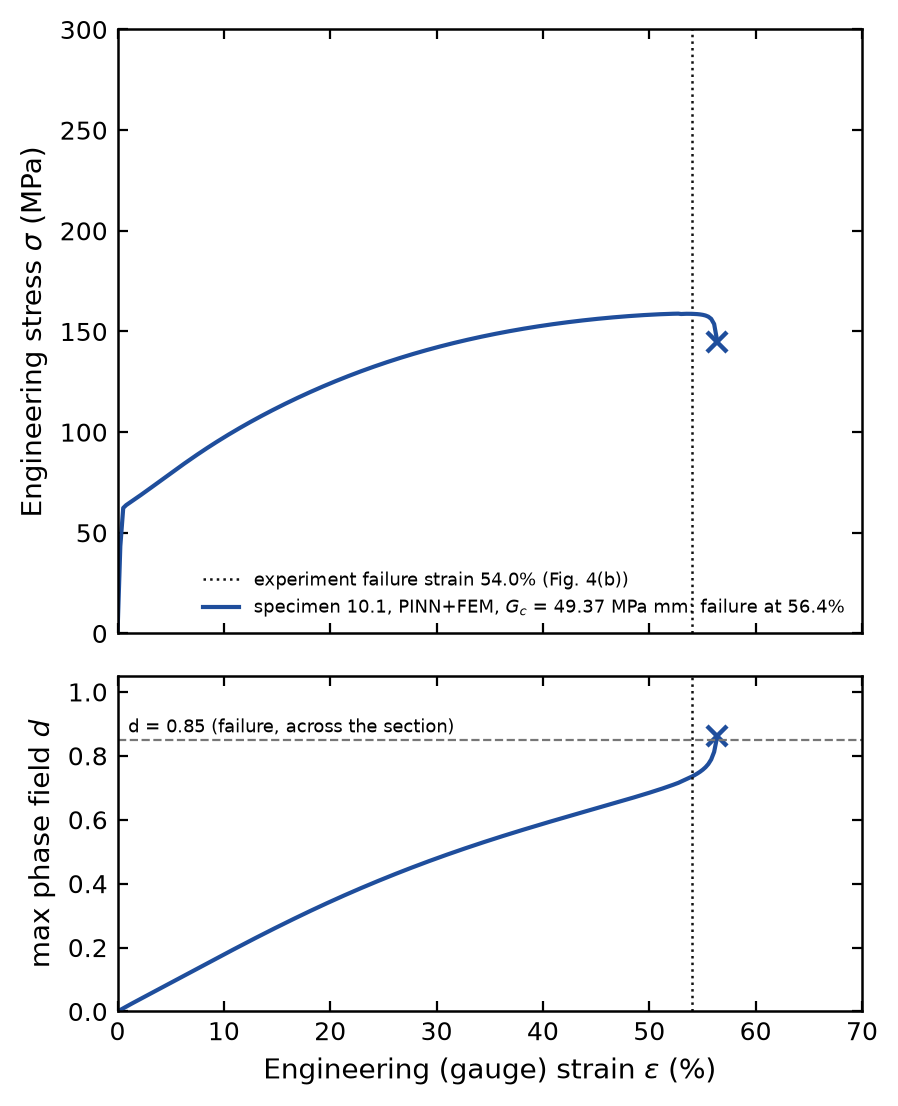 300
250
200
150
100
50
0
Engineering stress σ (MPa)
experiment failure strain 54.0% (Fig. 4(b))
specimen 10.1, PINN+FEM, G_c = 49.37 MPa mm: failure at 56.4%
1.0
0.8
0.6
0.4
0.2
0.0
max phase field d
d = 0.85 (failure, across the section)
0 10 20 30 40 50 60 70
Engineering (gauge) strain ε (%)